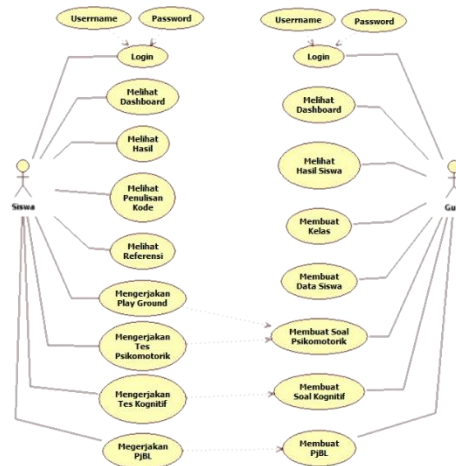 Userrname
Password
Username
Password
Login
Login
Melihat
Dashboard
Melihat
Dashboard
Melihat
Hasil
Melihat
Hasil Siswa
Siswa
Gu
Melihat
Penulisan
Kode
Membuat
Kelas
Melihat
Referensi
Membuat
Data Siswa
Mengerjakan
Play Ground
Mengerjakan
Tes
Psikomotorik
Membuat Soal
Psikomotorik
Mengerjakan
Tes Kognitif
Membuat
Soal Kognitif
Megerjakan
PjBL
Membuat
PjBL